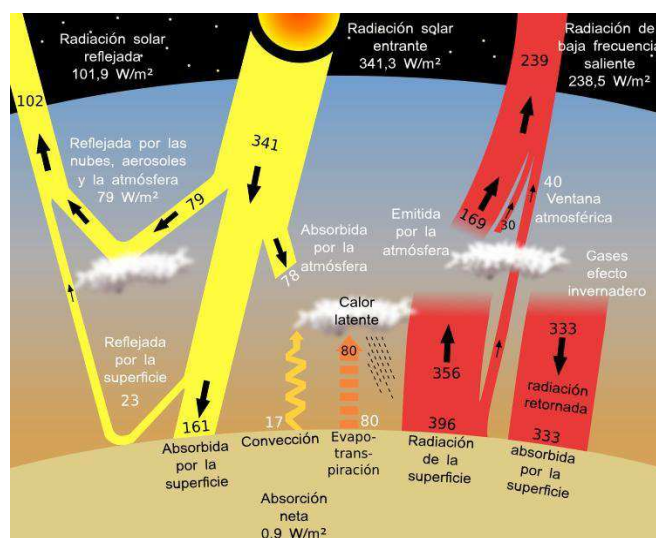 Radiación solar
reflejada
101,9 W/m²
Radiación solar
entrante
341,3 W/m²
Radiación de
baja frecuencia
saliente
238,5 W/m²
102
341
239
Reflejada por las
nubes, aerosoles
y la atmósfera
79 W/m²
79
Absorbida
por la
atmósfera
78
Emitida
por la
atmósfera
169
30
40
Ventana
atmosférica
Gases
efecto
invernadero
Reflejada
por la
superficie
23
Calor
latente
80
356
333
radiación
retornada
161
Absorbida
por la
superficie
17
Convección
80
Evapo-
trans-
piración
396
Radiación
de la
superficie
333
absorbida
por la
superficie
Absorción
neta
0,9 W/m²